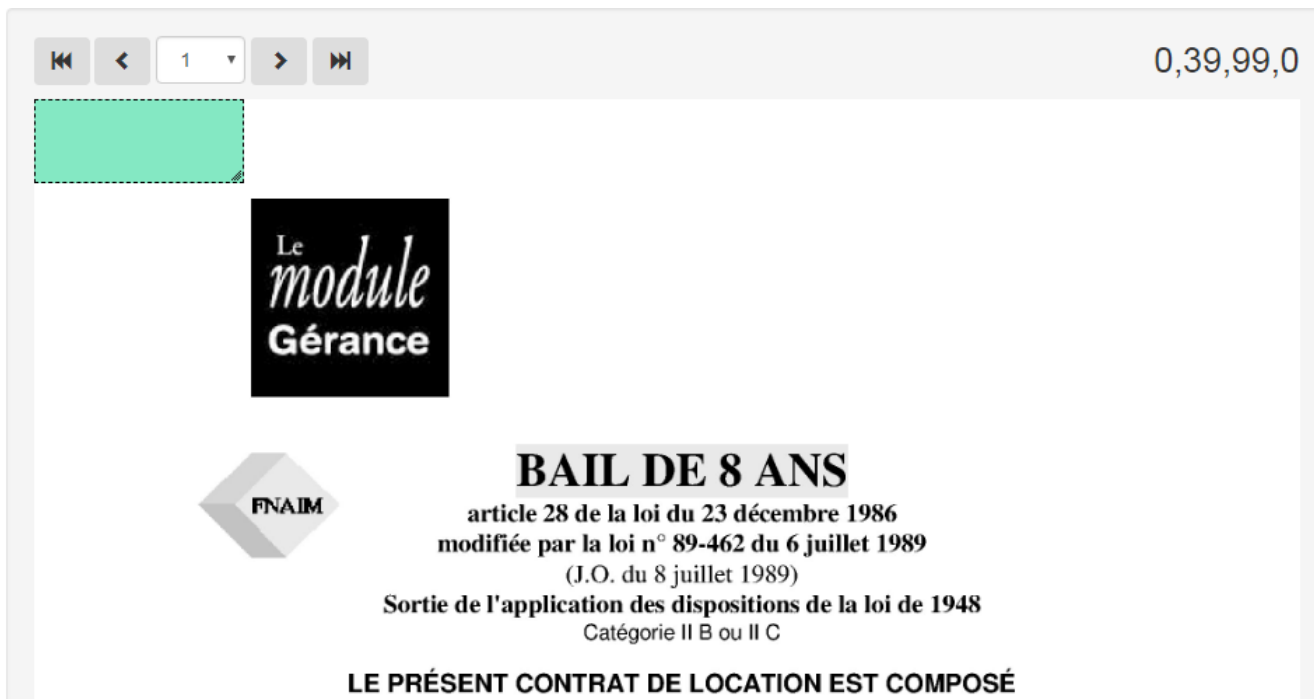 1
0,39,99,0
Le
module
Gérance
FNAIM
BAIL DE 8 ANS
article 28 de la loi du 23 décembre 1986
modifiée par la loi n° 89-462 du 6 juillet 1989
(J.O. du 8 juillet 1989)
Sortie de l'application des dispositions de la loi de 1948
Catégorie II B ou II C
LE PRÉSENT CONTRAT DE LOCATION EST COMPOSÉ